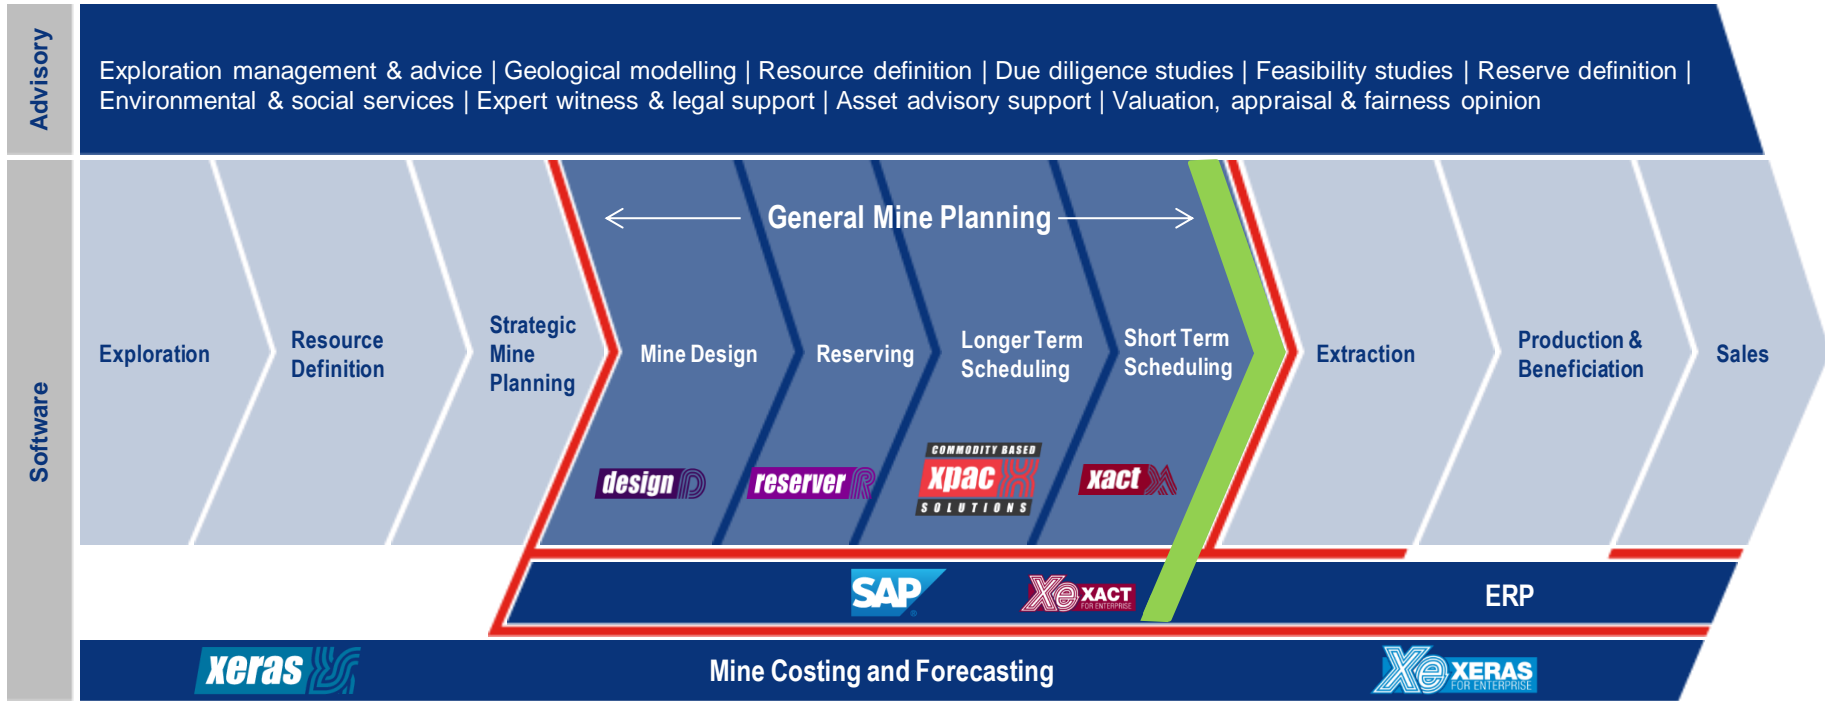 Advisory
Exploration management & advice | Geological modelling | Resource definition | Due diligence studies | Feasibility studies | Reserve definition |
Environmental & social services | Expert witness & legal support | Asset advisory support | Valuation, appraisal & fairness opinion
Software
General Mine Planning
Exploration
Resource
Definition
Strategic
Mine
Planning
Mine Design
Reserving
Longer Term
Scheduling
Short Term
Scheduling
Extraction
Production &
Beneficiation
Sales
design D
reserver R
COMMODITY BASED
xpac X
SOLUTIONS
xact X
SAP®
Xe XACT
FOR ENTERPRISE
ERP
xeras
Mine Costing and Forecasting
Xe XERAS
FOR ENTERPRISE